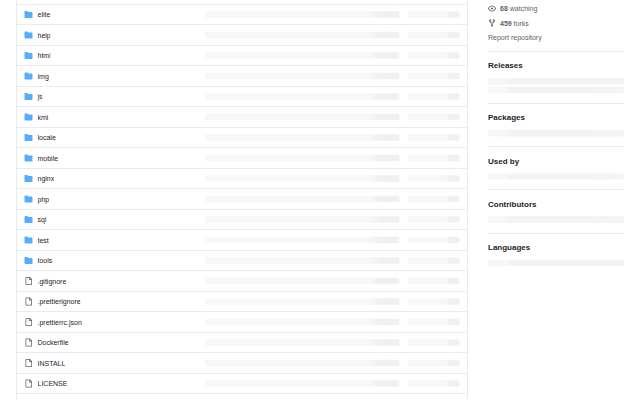 elite
help
html
img
js
kml
locale
mobile
nginx
php
sql
test
tools
.gitignore
.prettierignore
.prettierrc.json
Dockerfile
INSTALL
LICENSE
68 watching
459 forks
Report repository
Releases
Packages
Used by
Contributors
Languages